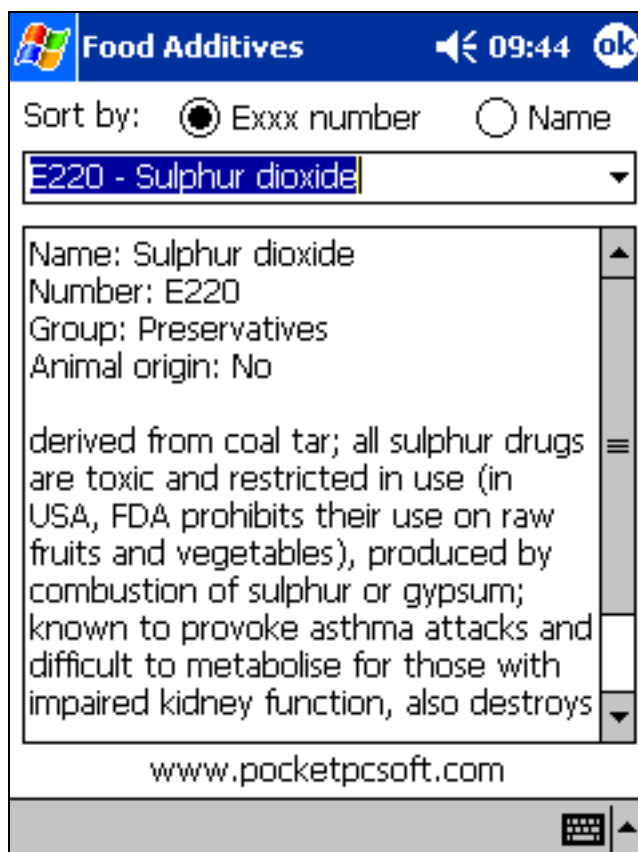 Food Additives 09:44 ok
Sort by: Exxx number Name
E220 - Sulphur dioxide
Name: Sulphur dioxide
Number: E220
Group: Preservatives
Animal origin: No
derived from coal tar; all sulphur drugs
are toxic and restricted in use (in
USA, FDA prohibits their use on raw
fruits and vegetables), produced by
combustion of sulphur or gypsum;
known to provoke asthma attacks and
difficult to metabolise for those with
impaired kidney function, also destroys
www.pocketpcsoft.com